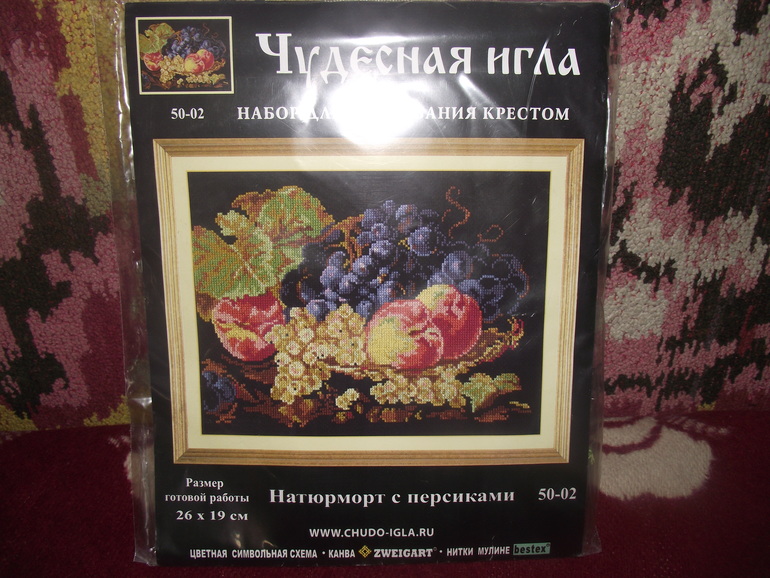 Чудесная игла
50-02 НАБОР КРЕСТОМ
Размер
готовой работы
26 x 19 см
Натюрморт с персиками 50-02
WWW.CHUDO-IGLA.RU
ЦВЕТНАЯ СИМВОЛЬНАЯ СХЕМА • КАНВА ZWEIGART® • НИТКИ МУЛИНЕ bestex